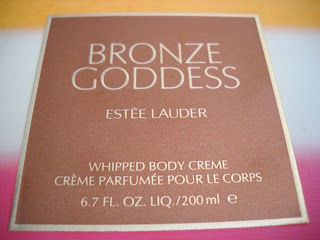 BRONZE
GODDESS
ESTĒE LAUDER
WHIPPED BODY CREME
CRÈME PARFUMÉE POUR LE CORPS
6.7 FL. OZ. LIQ./200 ml ℮